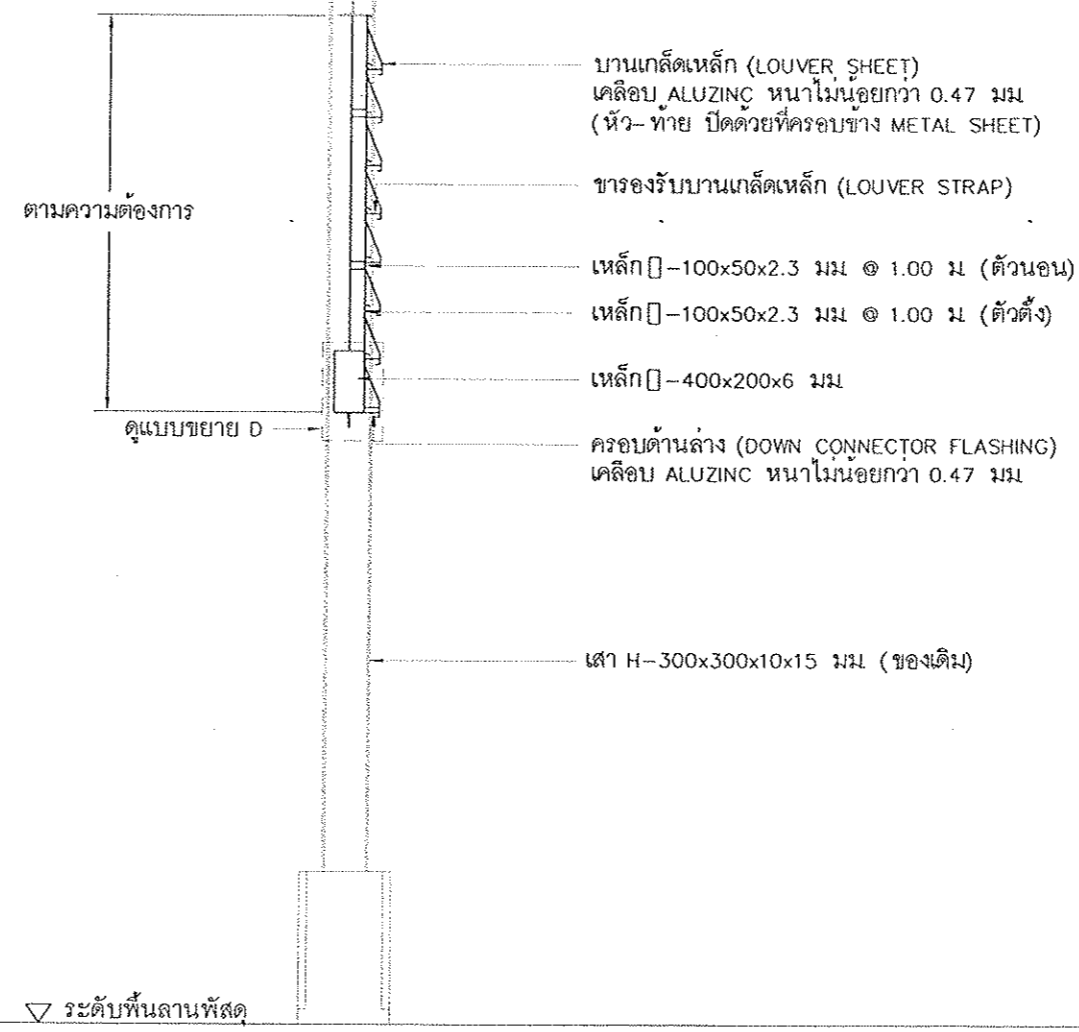 บานเกล็ดเหล็ก (LOUVER SHEET)
เคลือบ ALUZINC หนาไม่น้อยกว่า 0.47 มม
(หัว-ท้าย ปิดด้วยที่ครอบข้าง METAL SHEET)
ขารองรับบานเกล็ดเหล็ก (LOUVER STRAP)
ตามความต้องการ
เหล็ก▯-100x50x2.3 มม @ 1.00 ม (ตัวนอน)
เหล็ก▯-100x50x2.3 มม @ 1.00 ม (ตัวตั้ง)
เหล็ก▯-400x200x6 มม
ดูแบบขยาย D
ครอบด้านล่าง (DOWN CONNECTOR FLASHING)
เคลือบ ALUZINC หนาไม่น้อยกว่า 0.47 มม
เสา H-300x300x10x15 มม. (ของเดิม)
ระดับพื้นลานพัสดุ